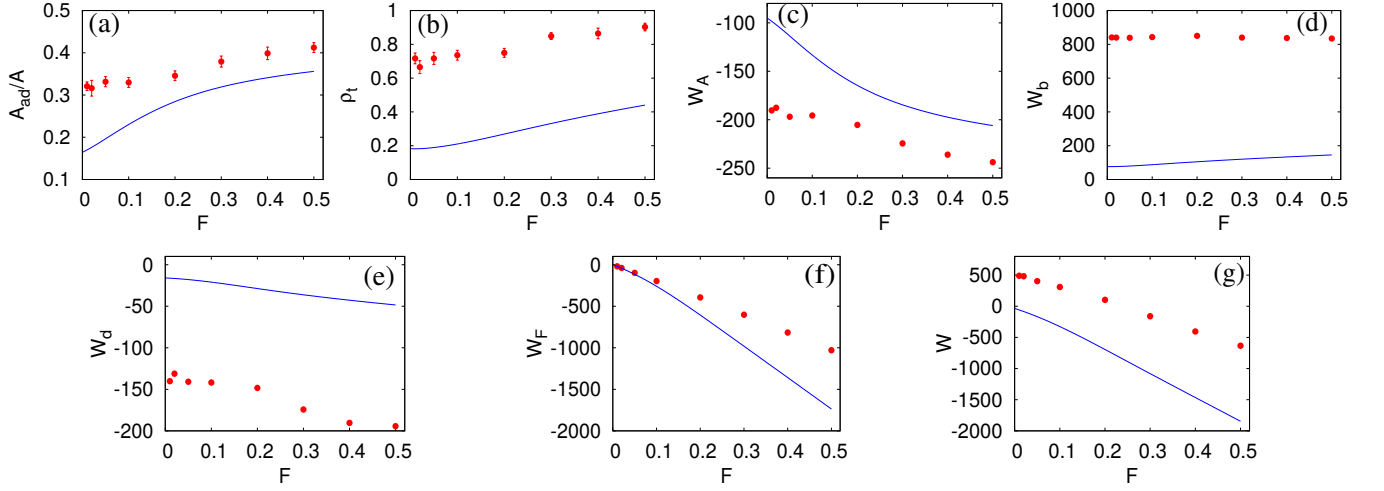 (a)
A_ad/A
0.5
0.4
0.3
0.2
0.1
0 0.1 0.2 0.3 0.4 0.5
F
(b)
ρ_t
1
0.8
0.6
0.4
0.2
0
0 0.1 0.2 0.3 0.4 0.5
F
(c)
W_A
-100
-150
-200
-250
0 0.1 0.2 0.3 0.4 0.5
F
(d)
W_b
1000
800
600
400
200
0
0 0.1 0.2 0.3 0.4 0.5
F
(e)
W_d
0
-50
-100
-150
-200
0 0.1 0.2 0.3 0.4 0.5
F
(f)
W_F
0
-500
-1000
-1500
-2000
0 0.1 0.2 0.3 0.4 0.5
F
(g)
W
500
0
-500
-1000
-1500
-2000
0 0.1 0.2 0.3 0.4 0.5
F